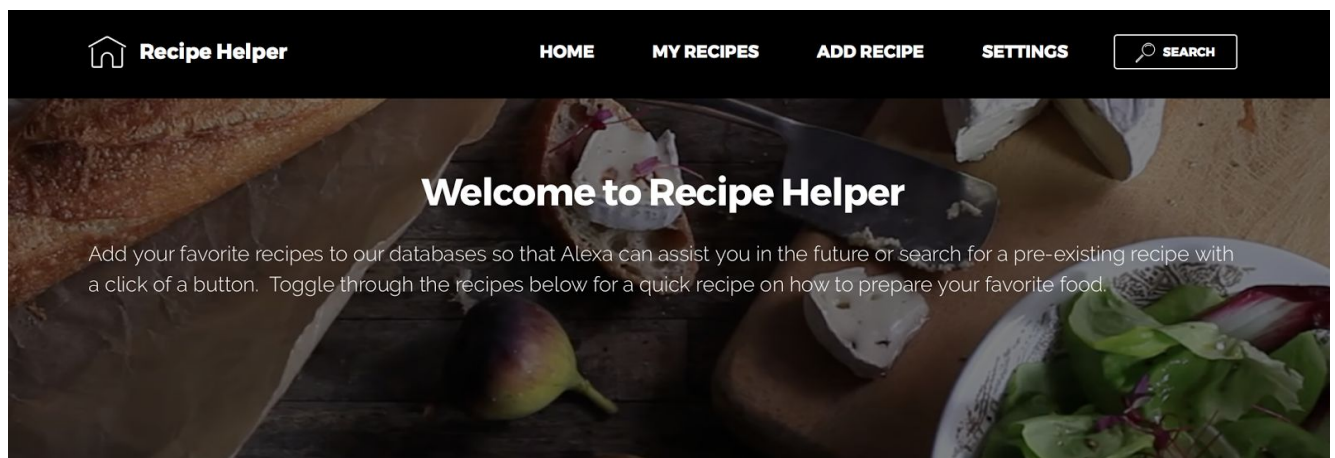 Recipe Helper
HOME
MY RECIPES
ADD RECIPE
SETTINGS
SEARCH
Welcome to Recipe Helper
Add your favorite recipes to our databases so that Alexa can assist you in the future or search for a pre-existing recipe with
a click of a button.  Toggle through the recipes below for a quick recipe on how to prepare your favorite food.